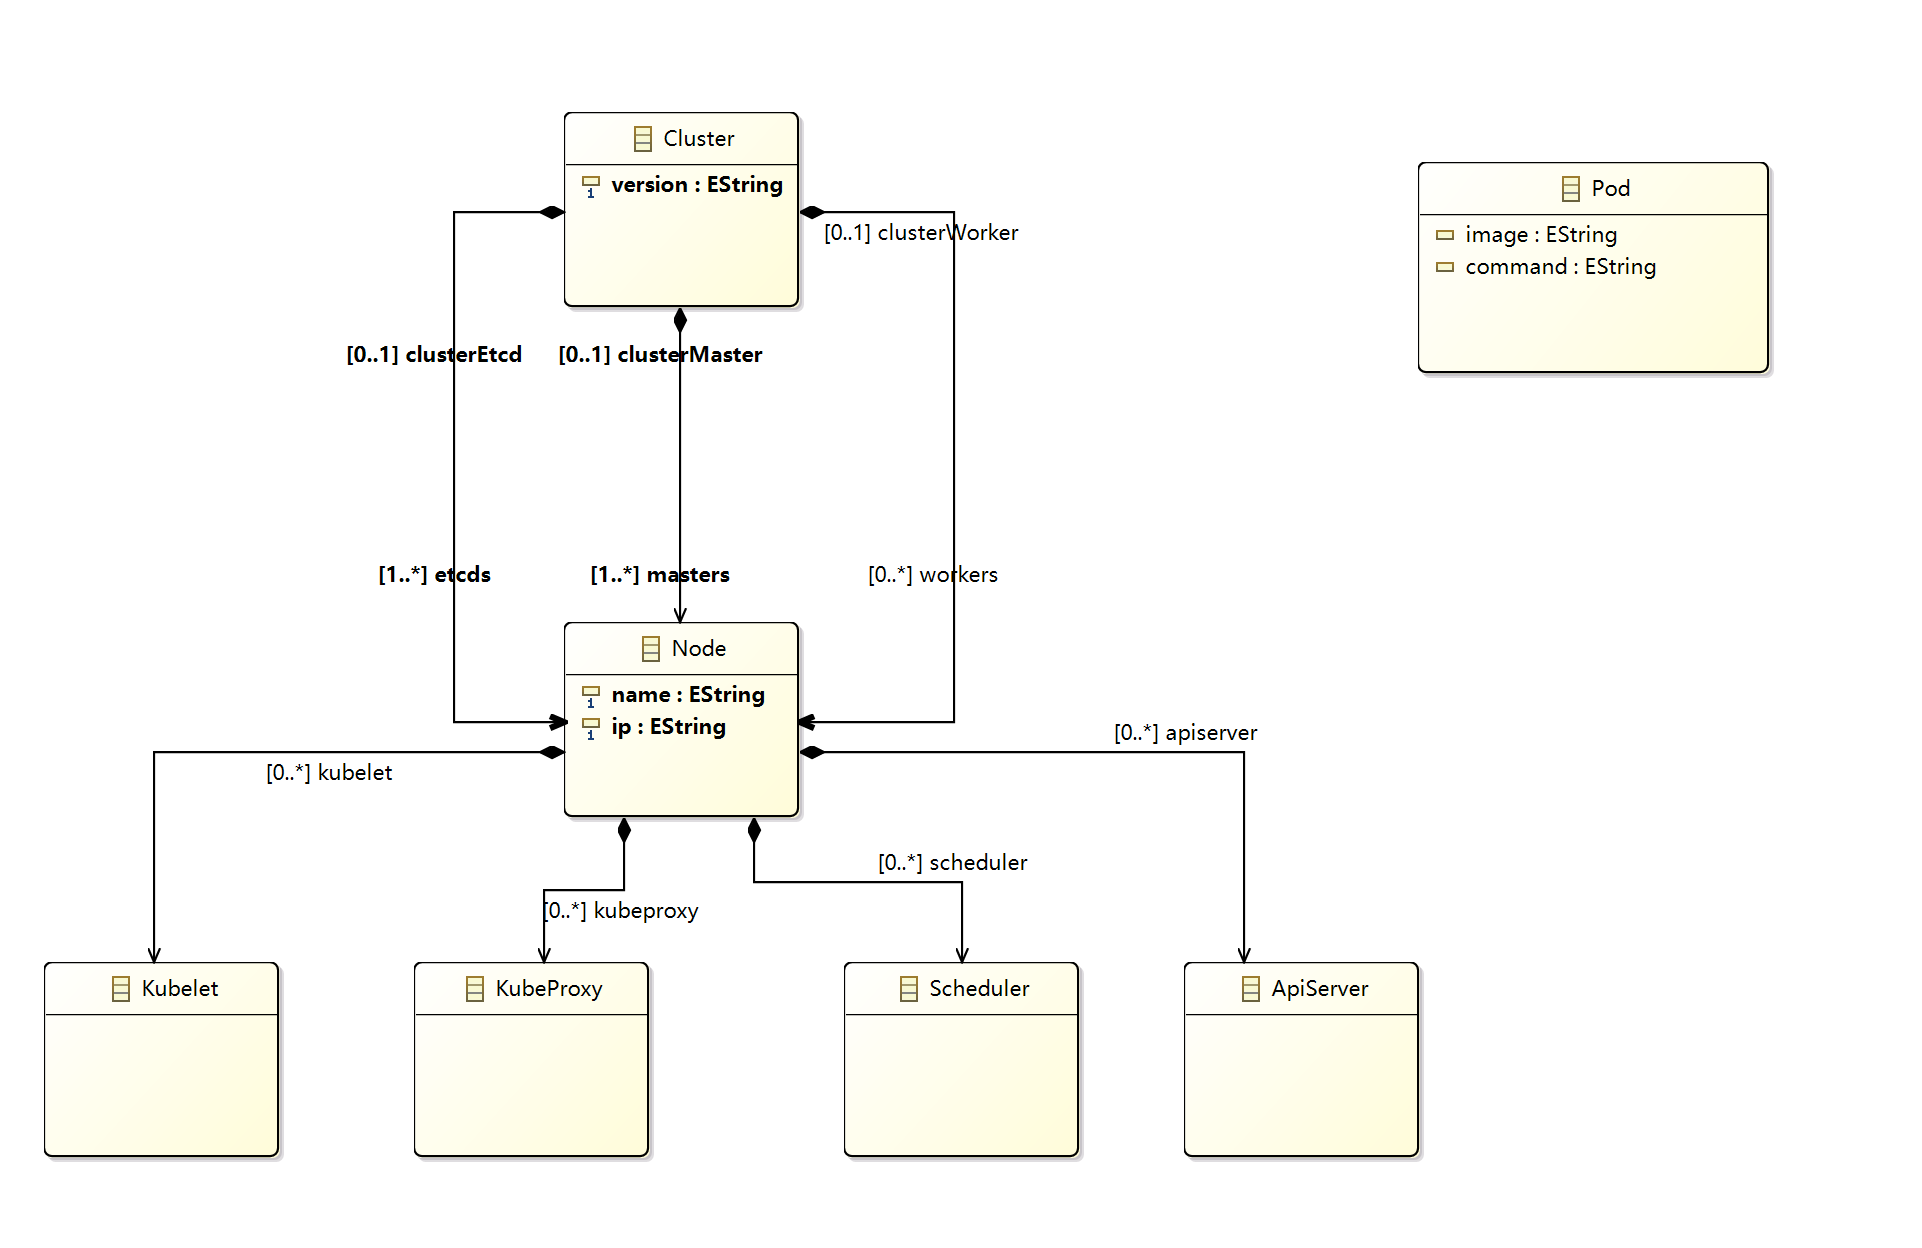 Cluster
version : EString
[0..1] clusterWorker
Pod
image : EString
command : EString
[0..1] clusterEtcd
[0..1] clusterMaster
[1..*] etcds
[1..*] masters
[0..*] workers
Node
name : EString
ip : EString
[0..*] apiserver
[0..*] kubelet
[0..*] scheduler
[0..*] kubeproxy
Kubelet
KubeProxy
Scheduler
ApiServer